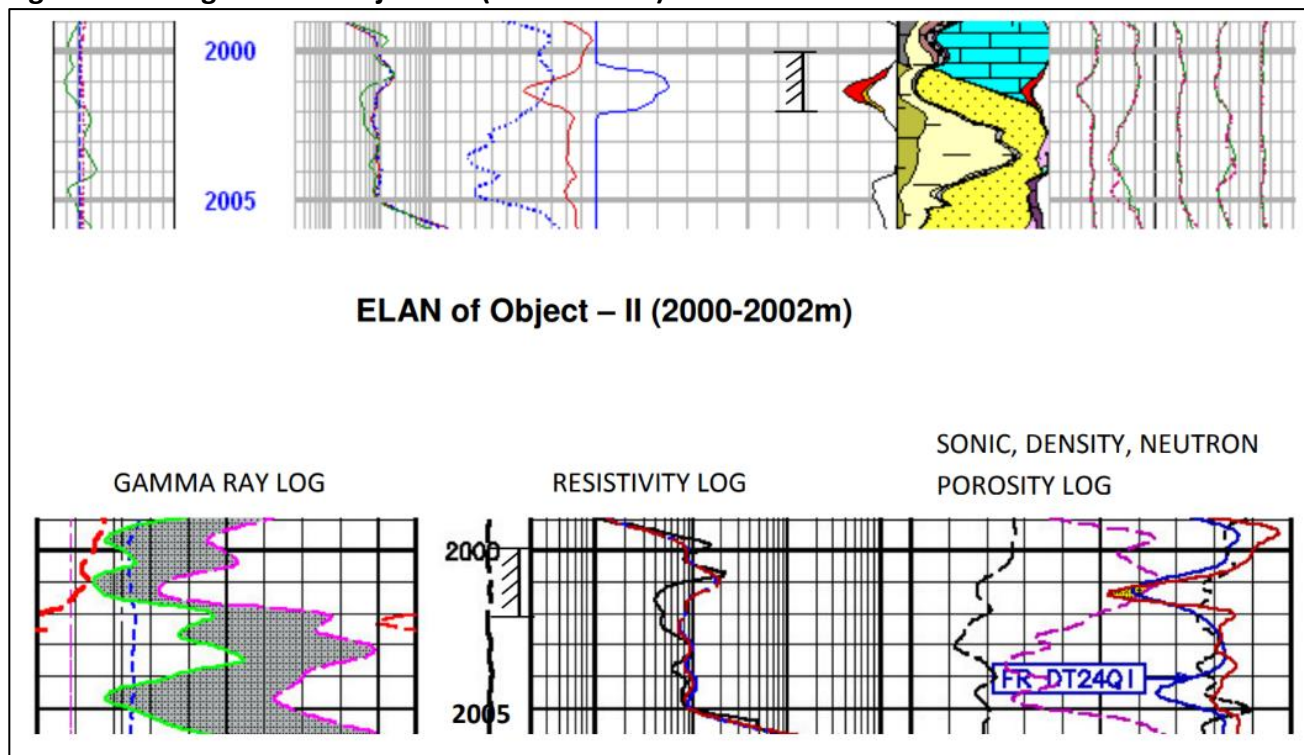 2000
2005
ELAN of Object – II (2000-2002m)
SONIC, DENSITY, NEUTRON
GAMMA RAY LOG
RESISTIVITY LOG
POROSITY LOG
2000
FR DT24QI
2005